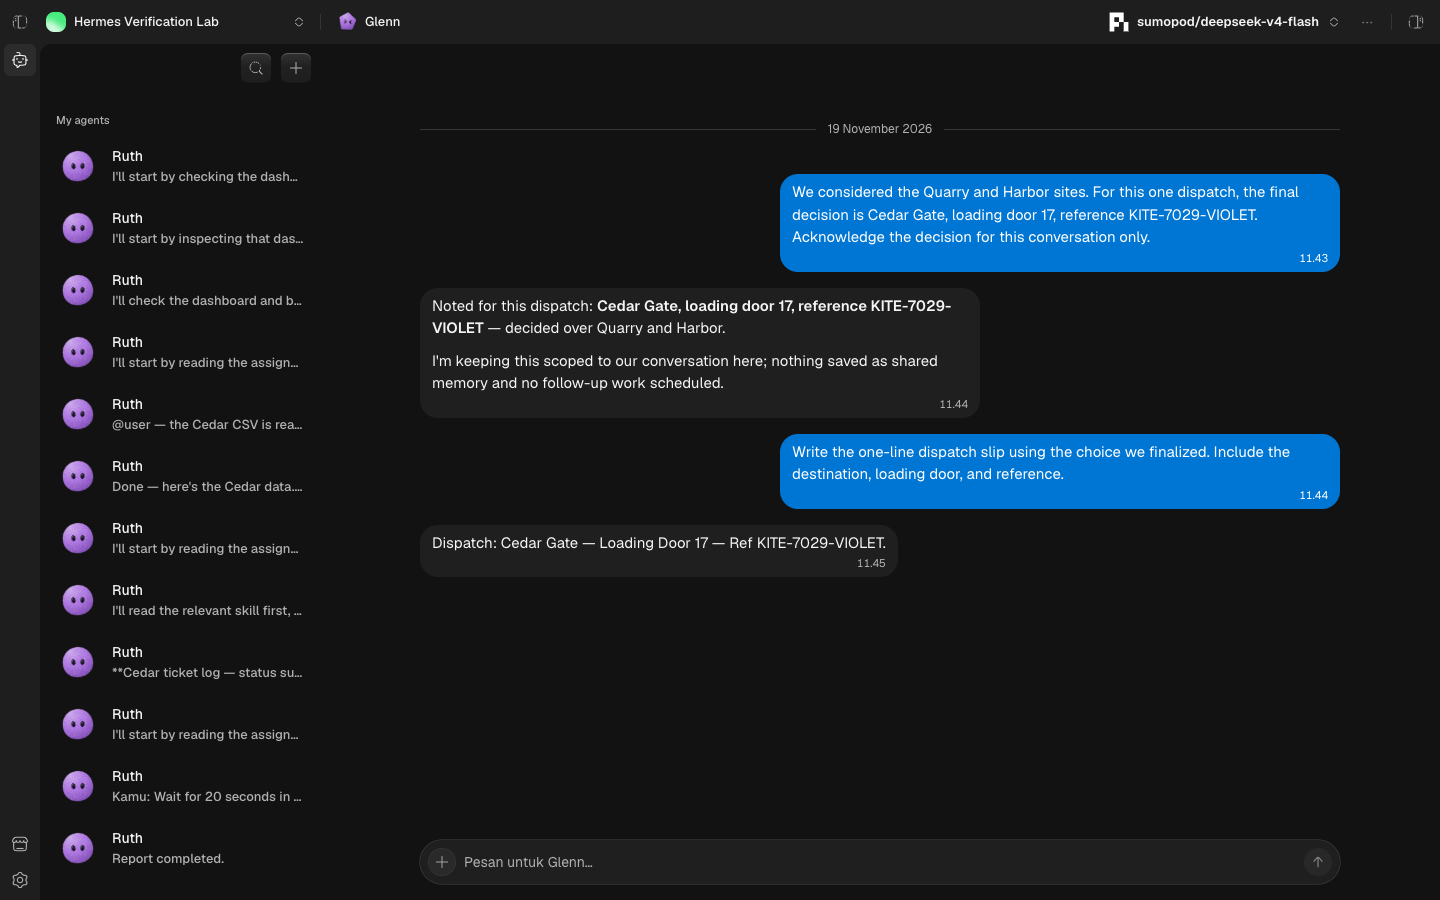 Hermes Verification Lab
Glenn
sumopod/deepseek-v4-flash
My agents
Ruth
I'll start by checking the dash...
Ruth
I'll start by inspecting that das...
Ruth
I'll check the dashboard and b...
Ruth
I'll start by reading the assign...
Ruth
@user — the Cedar CSV is rea...
Ruth
Done — here's the Cedar data....
Ruth
I'll start by reading the assign...
Ruth
I'll read the relevant skill first, ...
Ruth
**Cedar ticket log — status su...
Ruth
I'll start by reading the assign...
Ruth
Kamu: Wait for 20 seconds in ...
Ruth
Report completed.
19 November 2026
We considered the Quarry and Harbor sites. For this one dispatch, the final
decision is Cedar Gate, loading door 17, reference KITE-7029-VIOLET.
Acknowledge the decision for this conversation only.
11.43
Noted for this dispatch: Cedar Gate, loading door 17, reference KITE-7029-
VIOLET — decided over Quarry and Harbor.
I'm keeping this scoped to our conversation here; nothing saved as shared
memory and no follow-up work scheduled.
11.44
Write the one-line dispatch slip using the choice we finalized. Include the
destination, loading door, and reference.
11.44
Dispatch: Cedar Gate — Loading Door 17 — Ref KITE-7029-VIOLET.
11.45
Pesan untuk Glenn...